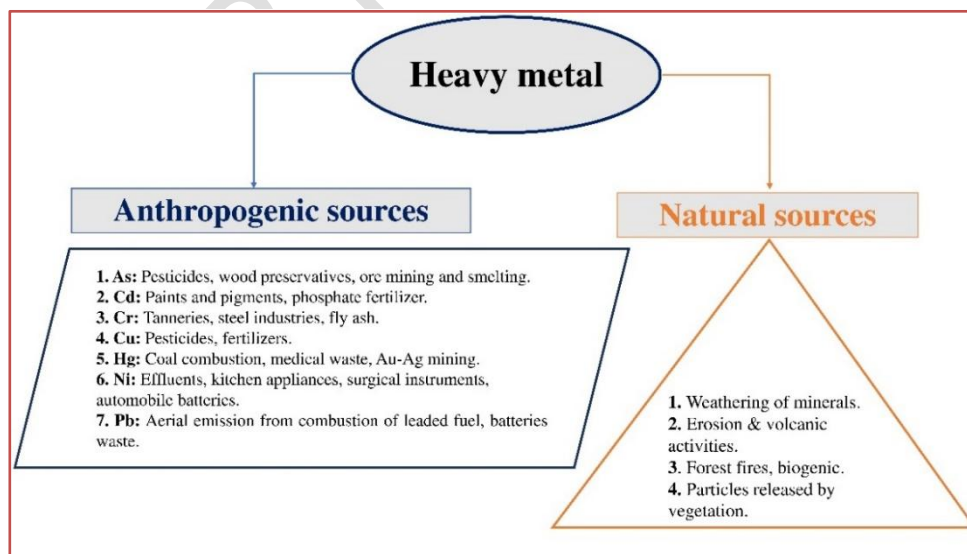 Heavy metal
Anthropogenic sources
Natural sources
1. As: Pesticides, wood preservatives, ore mining and smelting.
2. Cd: Paints and pigments, phosphate fertilizer.
3. Cr: Tanneries, steel industries, fly ash.
4. Cu: Pesticides, fertilizers.
5. Hg: Coal combustion, medical waste, Au-Ag mining.
6. Ni: Effluents, kitchen appliances, surgical instruments,
automobile batteries.
7. Pb: Aerial emission from combustion of leaded fuel, batteries
waste.
1. Weathering of minerals.
2. Erosion & volcanic
activities.
3. Forest fires, biogenic.
4. Particles released by
vegetation.